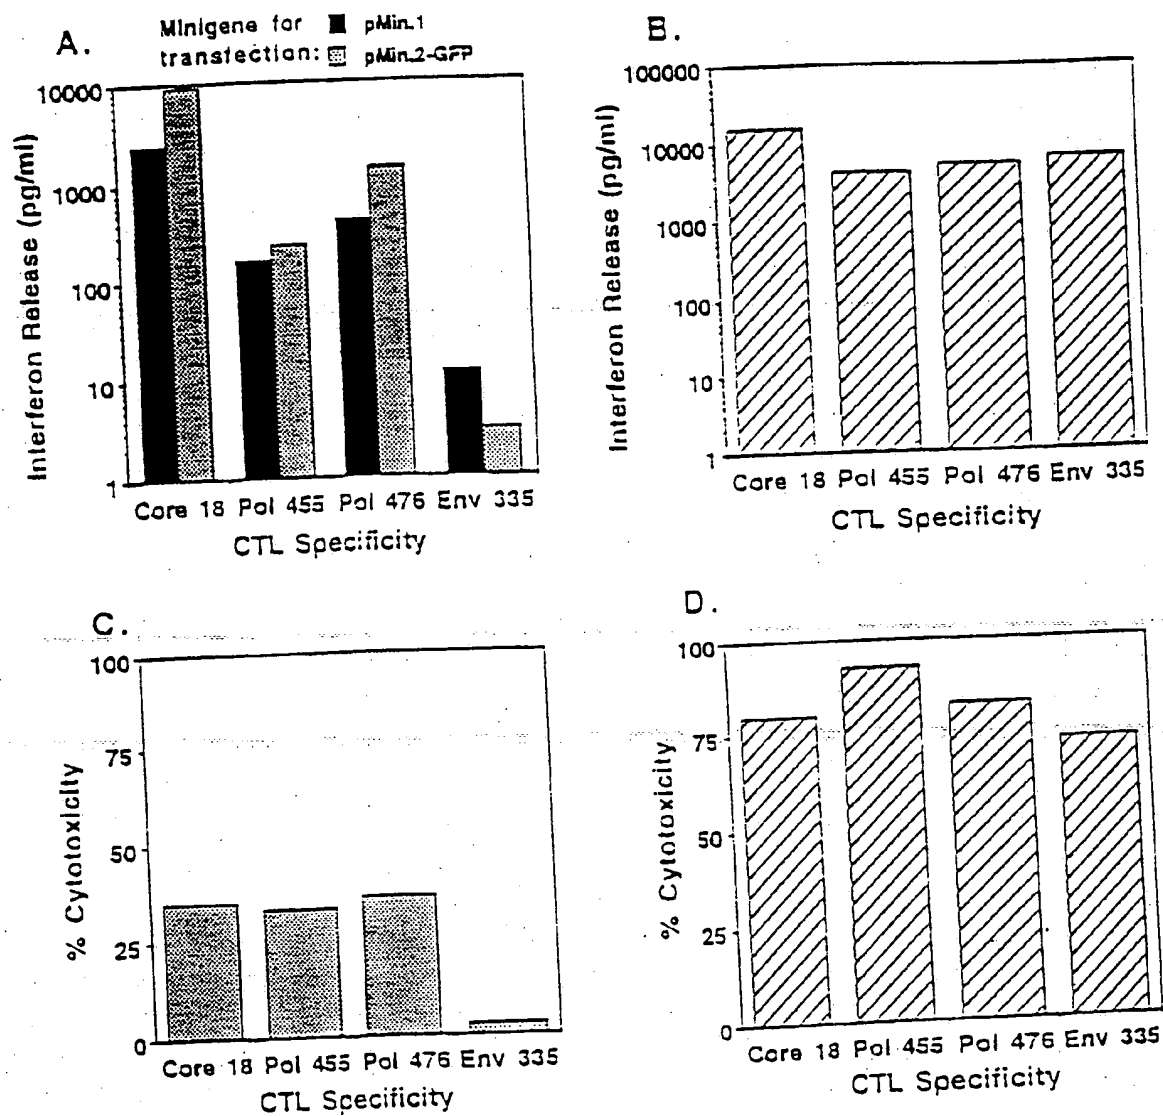 A.
Minigene for
transfection:
pMin.1
pMin.2-GFP
Interferon Release (pg/ml)
10000
1000
100
10
1
Core 18 Pol 455 Pol 476 Env 335
CTL Specificity
B.
Interferon Release (pg/ml)
100000
10000
1000
100
10
1
Core 18 Pol 455 Pol 476 Env 335
CTL Specificity
C.
% Cytotoxicity
100
75
50
25
0
Core 18 Pol 455 Pol 476 Env 335
CTL Specificity
D.
% Cytotoxicity
100
75
50
25
0
Core 18 Pol 455 Pol 476 Env 335
CTL Specificity